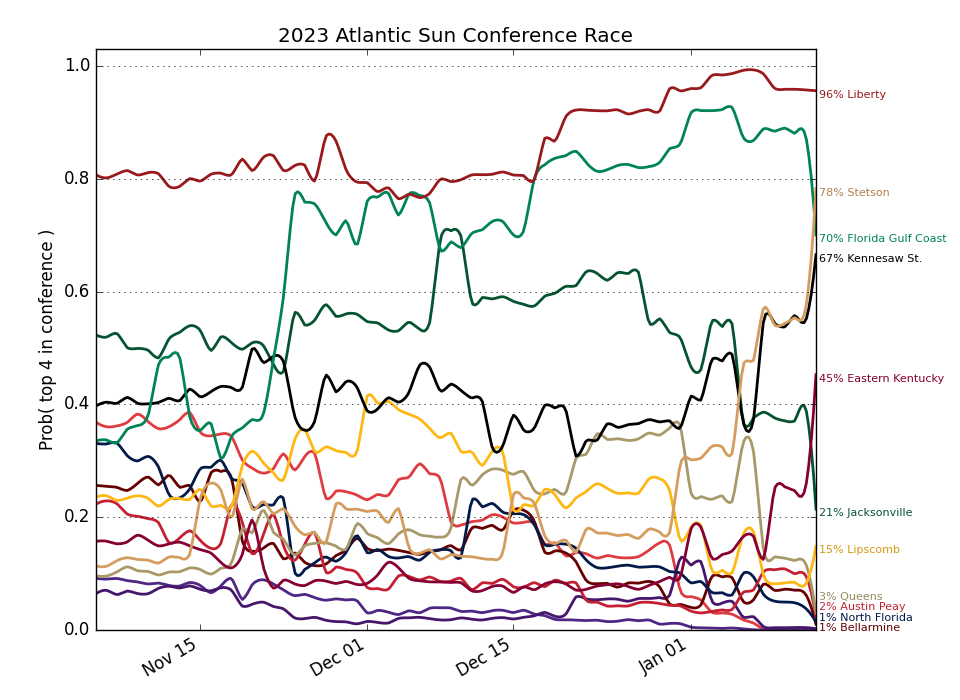 2023 Atlantic Sun Conference Race
Prob( top 4 in conference )
1.0
0.8
0.6
0.4
0.2
0.0
Nov 15
Dec 01
Dec 15
Jan 01
96% Liberty
78% Stetson
70% Florida Gulf Coast
67% Kennesaw St.
45% Eastern Kentucky
21% Jacksonville
15% Lipscomb
3% Queens
2% Austin Peay
1% North Florida
1% Bellarmine